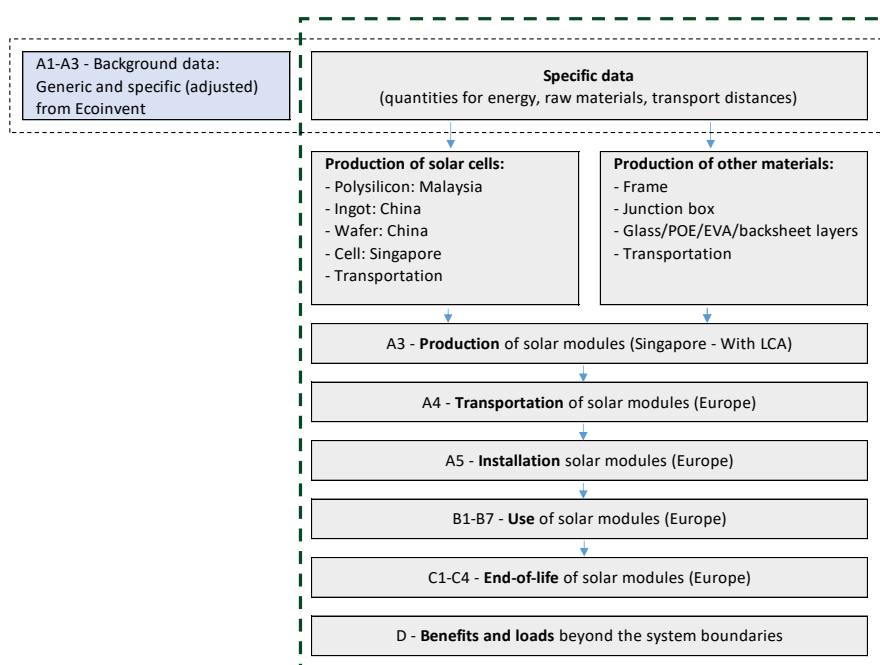 A1-A3 - Background data:
Generic and specific (adjusted)
from Ecoinvent
Specific data
(quantities for energy, raw materials, transport distances)
Production of solar cells:
- Polysilicon: Malaysia
- Ingot: China
- Wafer: China
- Cell: Singapore
- Transportation
Production of other materials:
- Frame
- Junction box
- Glass/POE/EVA/backsheet layers
- Transportation
A3 - Production of solar modules (Singapore - With LCA)
A4 - Transportation of solar modules (Europe)
A5 - Installation solar modules (Europe)
B1-B7 - Use of solar modules (Europe)
C1-C4 - End-of-life of solar modules (Europe)
D - Benefits and loads beyond the system boundaries